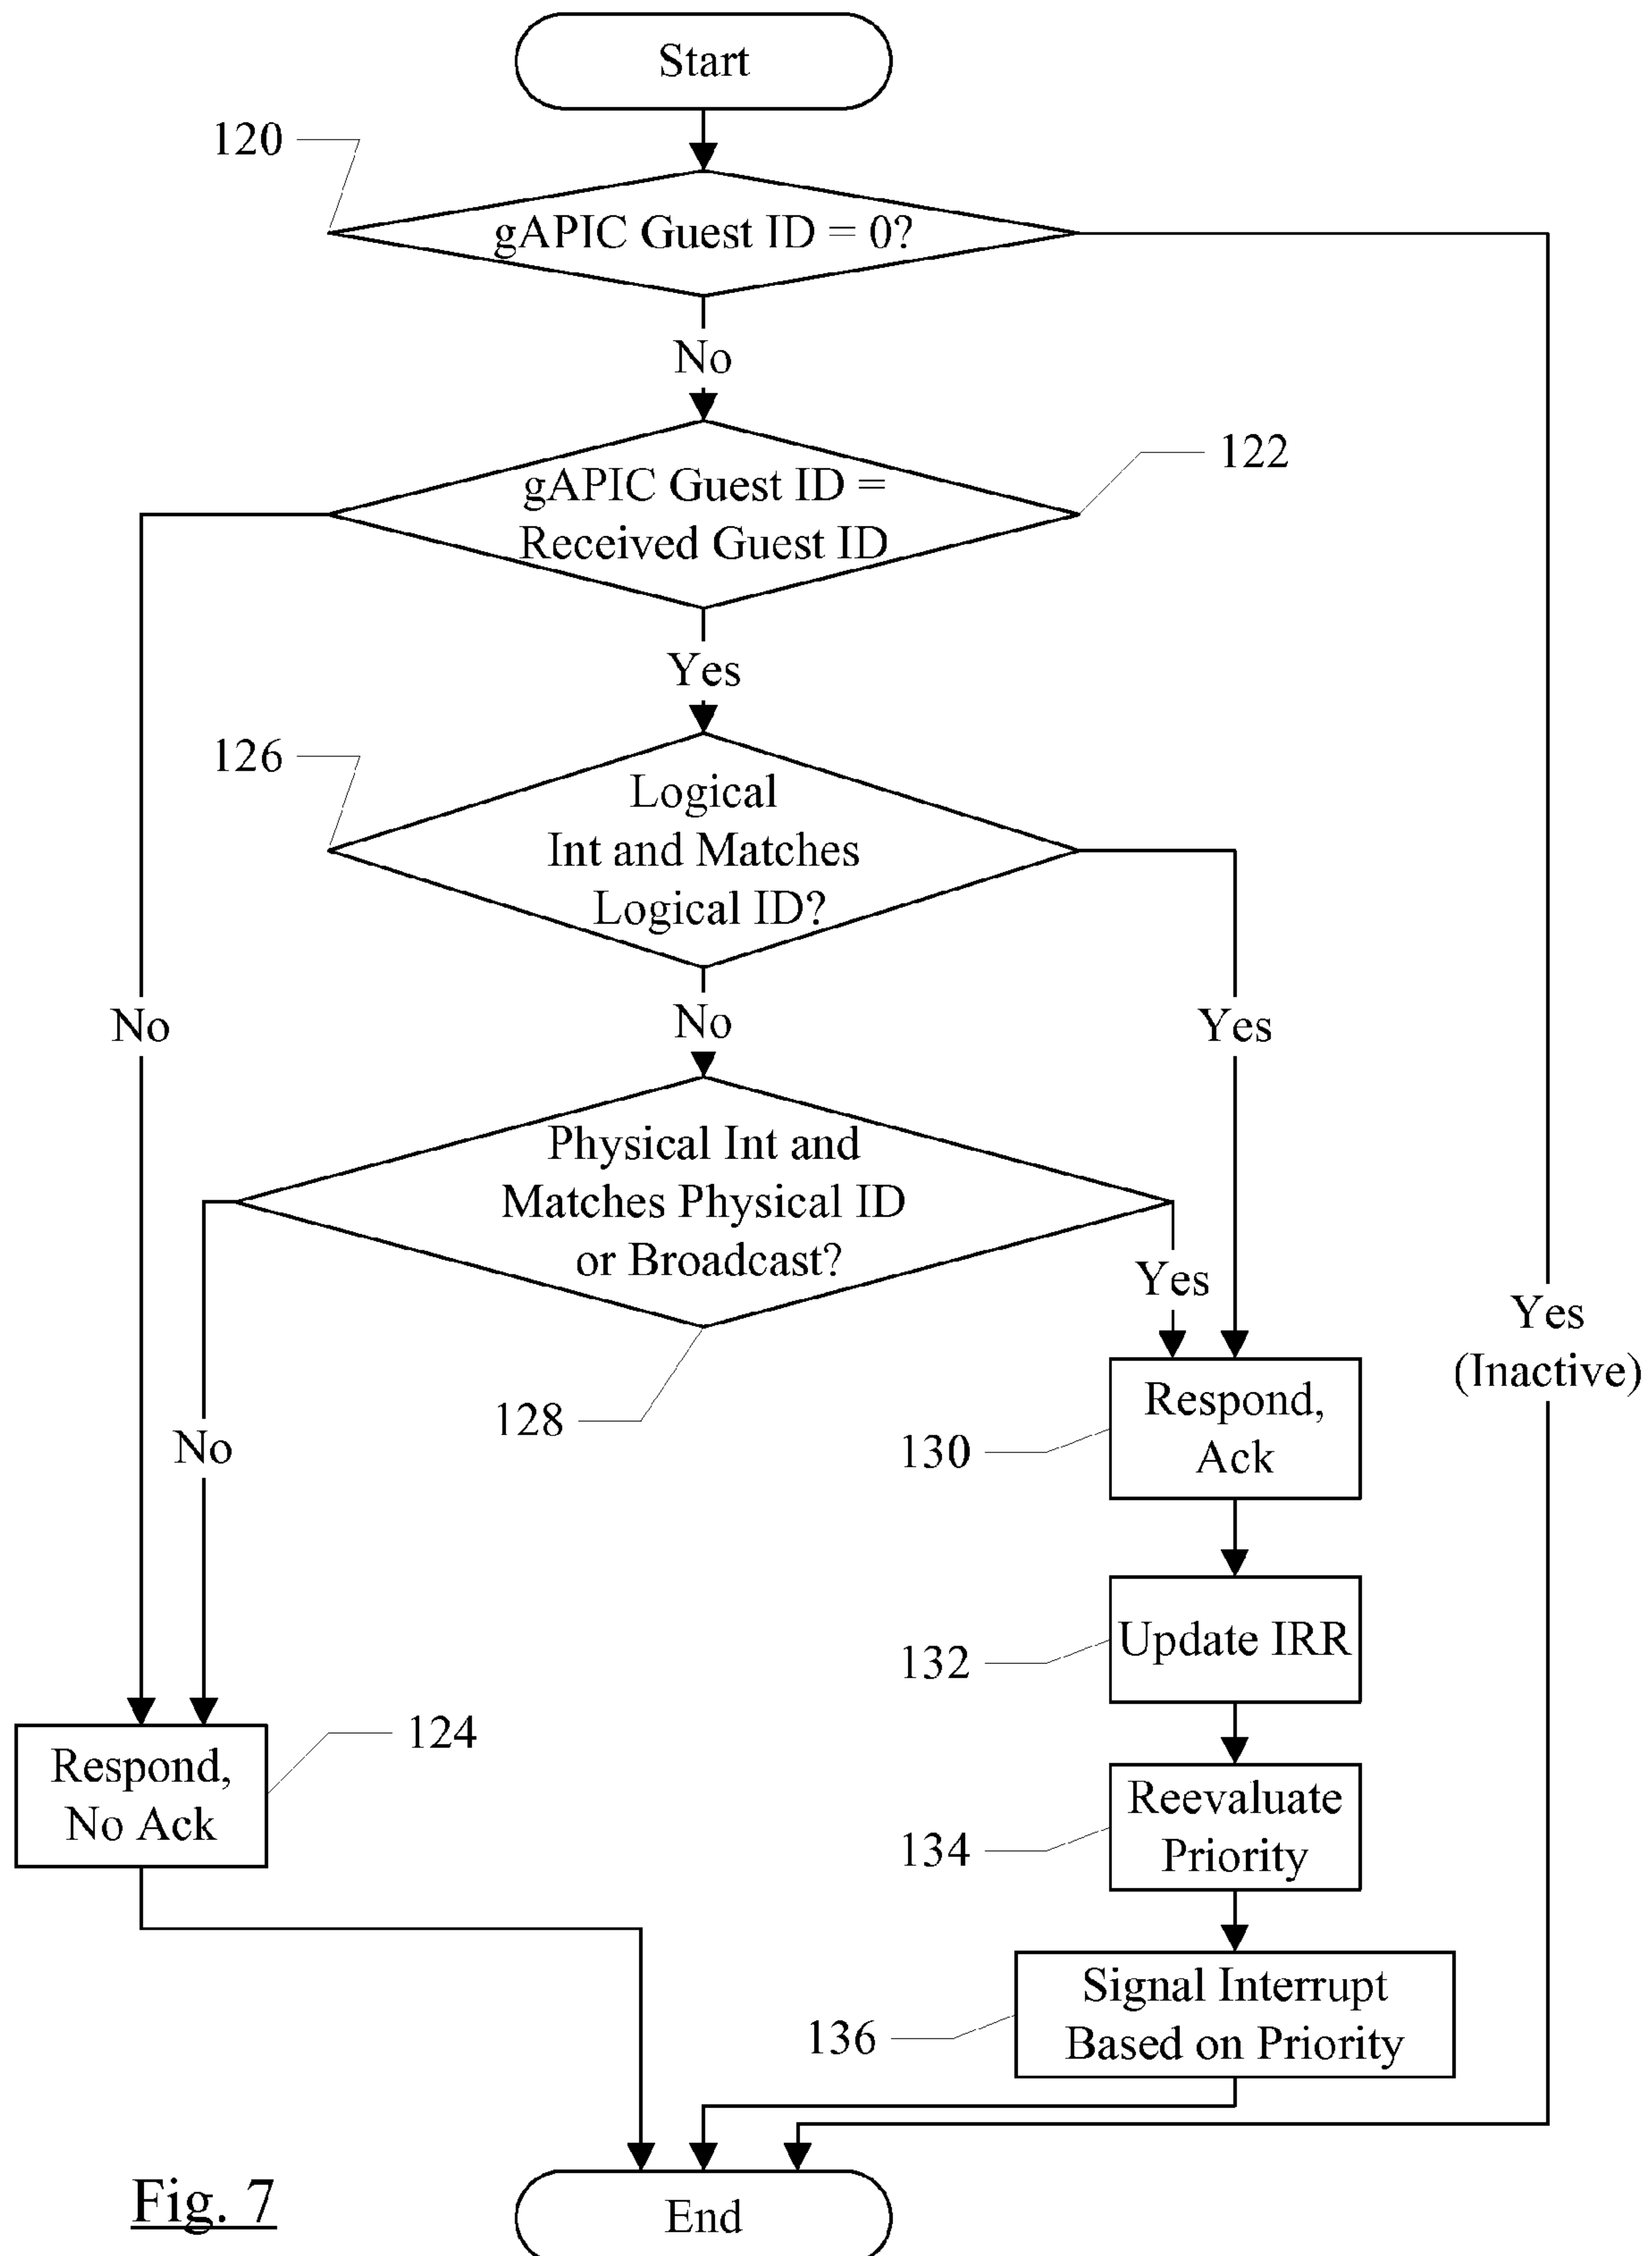 Start
120
gAPIC Guest ID = 0?
No
122
gAPIC Guest ID =
Received Guest ID
Yes
126
Logical
Int and Matches
Logical ID?
No
No
Yes
Physical Int and
Matches Physical ID
or Broadcast?
Yes
Yes
(Inactive)
128
No
Respond,
Ack
130
Update IRR
132
124
Respond,
No Ack
Reevaluate
Priority
134
Signal Interrupt
Based on Priority
136
Fig. 7
End